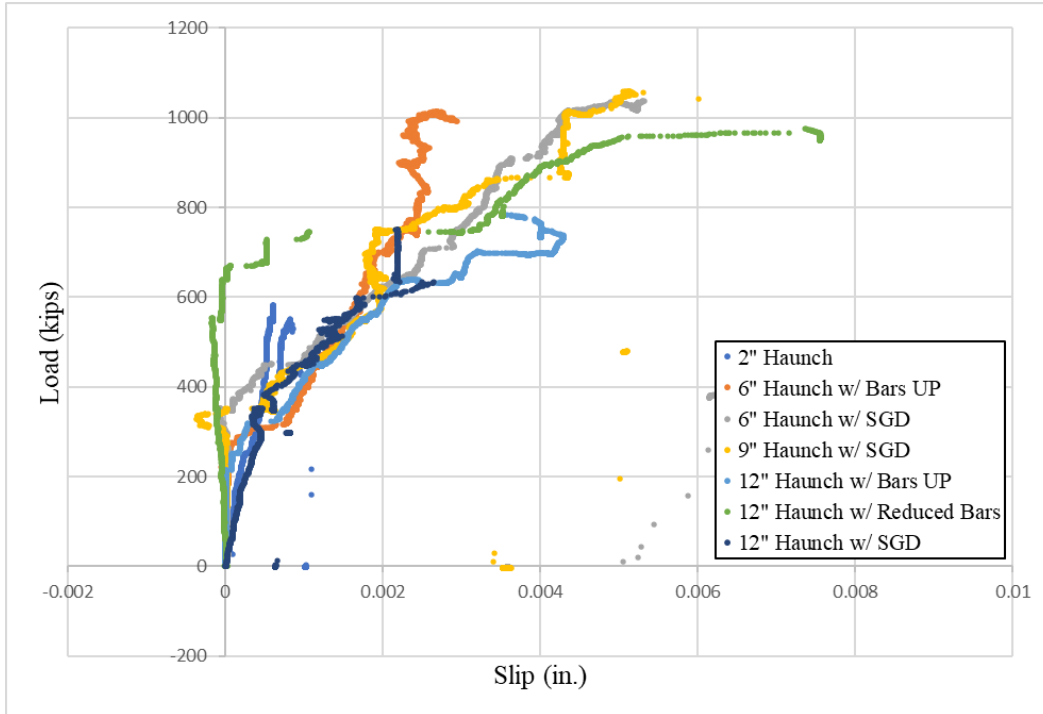 1200
1000
800
600
400
200
0
-200
-0.002
0
0.002
0.004
0.006
0.008
0.01
Load (kips)
Slip (in.)
2" Haunch
6" Haunch w/ Bars UP
6" Haunch w/ SGD
9" Haunch w/ SGD
12" Haunch w/ Bars UP
12" Haunch w/ Reduced Bars
12" Haunch w/ SGD